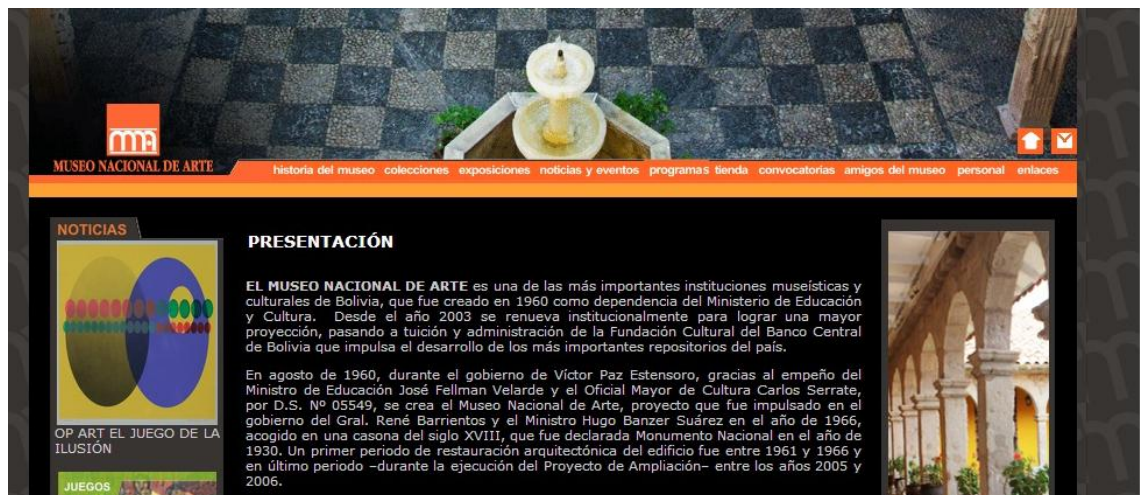 MUSEO NACIONAL DE ARTE
historia del museo colecciones exposiciones noticias y eventos programas tienda convocatorias amigos del museo personal enlaces
NOTICIAS
OP ART EL JUEGO DE LA
ILUSIÓN
JUEGOS
PRESENTACIÓN
EL MUSEO NACIONAL DE ARTE es una de las más importantes instituciones museísticas y
culturales de Bolivia, que fue creado en 1960 como dependencia del Ministerio de Educación
y Cultura. Desde el año 2003 se renueva institucionalmente para lograr una mayor
proyección, pasando a tuición y administración de la Fundación Cultural del Banco Central
de Bolivia que impulsa el desarrollo de los más importantes repositorios del país.
En agosto de 1960, durante el gobierno de Víctor Paz Estensoro, gracias al empeño del
Ministro de Educación José Fellman Velarde y el Oficial Mayor de Cultura Carlos Serrate,
por D.S. Nº 05549, se crea el Museo Nacional de Arte, proyecto que fue impulsado en el
gobierno del Gral. René Barrientos y el Ministro Hugo Banzer Suárez en el año de 1966,
acogido en una casona del siglo XVIII, que fue declarada Monumento Nacional en el año de
1930. Un primer periodo de restauración arquitectónica del edificio fue entre 1961 y 1966 y
en último periodo –durante la ejecución del Proyecto de Ampliación– entre los años 2005 y
2006.